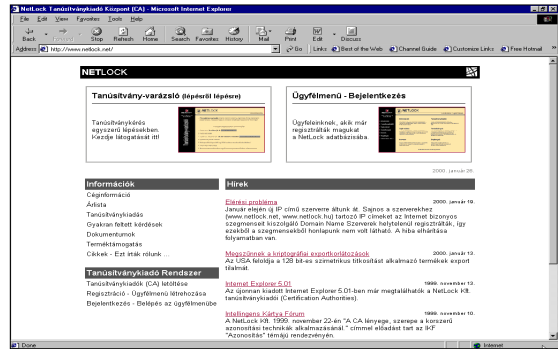 NetLock Tanúsítványkiadó Központ (CA) - Microsoft Internet Explorer
File Edit View Favorites Tools Help
Back Forward Stop Refresh Home Search Favorites History Mail Print Edit Discuss
Address http://www.netlock.net/ Go Links Best of the Web Channel Guide Customize Links Free Hotmail
NETLOCK
Tanúsítvány-varázsló (lépésről lépésre)
Tanúsítványkérés
egyszerű lépésekben.
Kezdje látogatását itt!
Ügyfélmenü - Bejelentkezés
Ügyfeleinknek, akik már
regisztrálták magukat
a NetLock adatbázisába.
2000. január 28.
Információk
Céginformáció
Árlista
Tanúsítványkiadás
Gyakran feltett kérdések
Dokumentumok
Terméktámogatás
Cikkek - Ezt írták rólunk ...
Tanúsítványkiadó Rendszer
Tanúsítványkiadók (CA) letöltése
Regisztráció - Ügyfélmenü létrehozása
Bejelentkezés - Belépés az ügyfélmenübe
Hírek
Elérési probléma 2000. január 19.
Január elején új IP című szerverre álltunk át. Sajnos a szerverekhez
(www.netlock.net, www.netlock.hu) tartozó IP címeket az Internet bizonyos
szegmenseit kiszolgáló Domain Name Szerverek helytelenül regisztrálták, így
ezekből a szegmensekből honlapunk nem volt látható. A hiba elhárítása
folyamatban van.
Megszűnnek a kriptográfiai exportkorlátozások 2000. január 13.
Az USA feloldja a 128 bit-es szimetrikus titkosítást alkalmazó termékek export
tilalmát.
Internet Explorer 5.01 1999. november 12.
Az újonnan kiadott Internet Explorer 5.01-ben már megtalálhatók a NetLock Kft.
tanúsítványkiadói (Certification Authorities).
Intelligens Kártya Fórum 1999. november 10.
A NetLock Kft. 1999. november 22-én "A CA lényege, szerepe a korszerű
azonosítási technikák alkalmazásánál." címmel előadást tart az IKF
"Azonosítás" témájú rendezvényén.
Done Internet